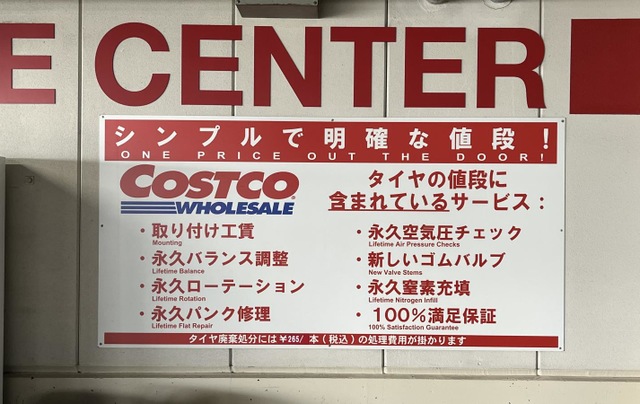 E CENTER
シンプルで明確な値段！
ONE PRICE OUT THE DOOR!
COSTCO
WHOLESALE
タイヤの値段に
含まれているサービス：
・取り付け工賃
Mounting
・永久バランス調整
Lifetime Balance
・永久ローテーション
Lifetime Rotation
・永久パンク修理
Lifetime Flat Repair
・永久空気圧チェック
Lifetime Air Pressure Checks
・新しいゴムバルブ
New Valve Stems
・永久窒素充填
Lifetime Nitrogen Infill
・100％満足保証
100% Satisfaction Guarantee
タイヤ廃棄処分には￥265/本（税込）の処理費用が掛かります